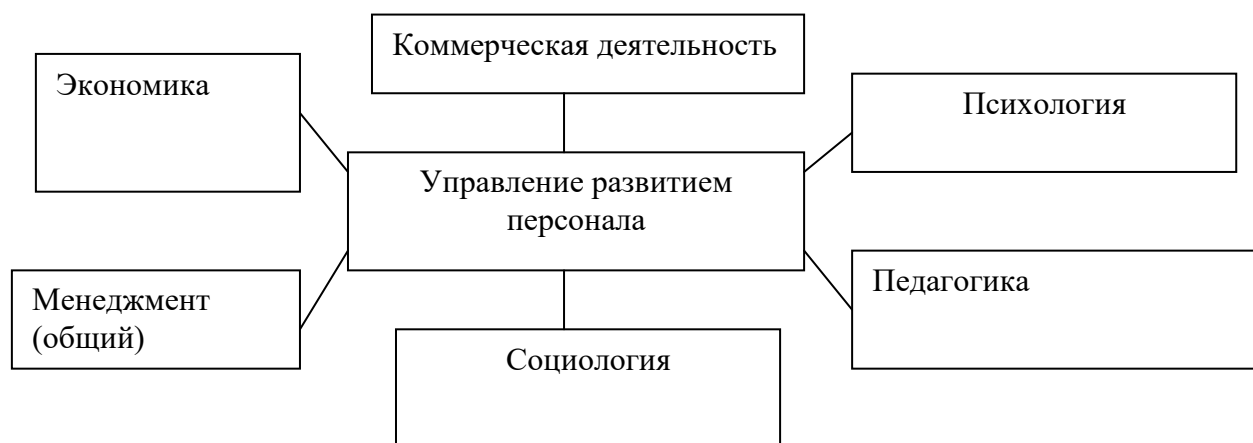 Коммерческая деятельность
Экономика
Психология
Управление развитием
персонала
Менеджмент
(общий)
Педагогика
Социология